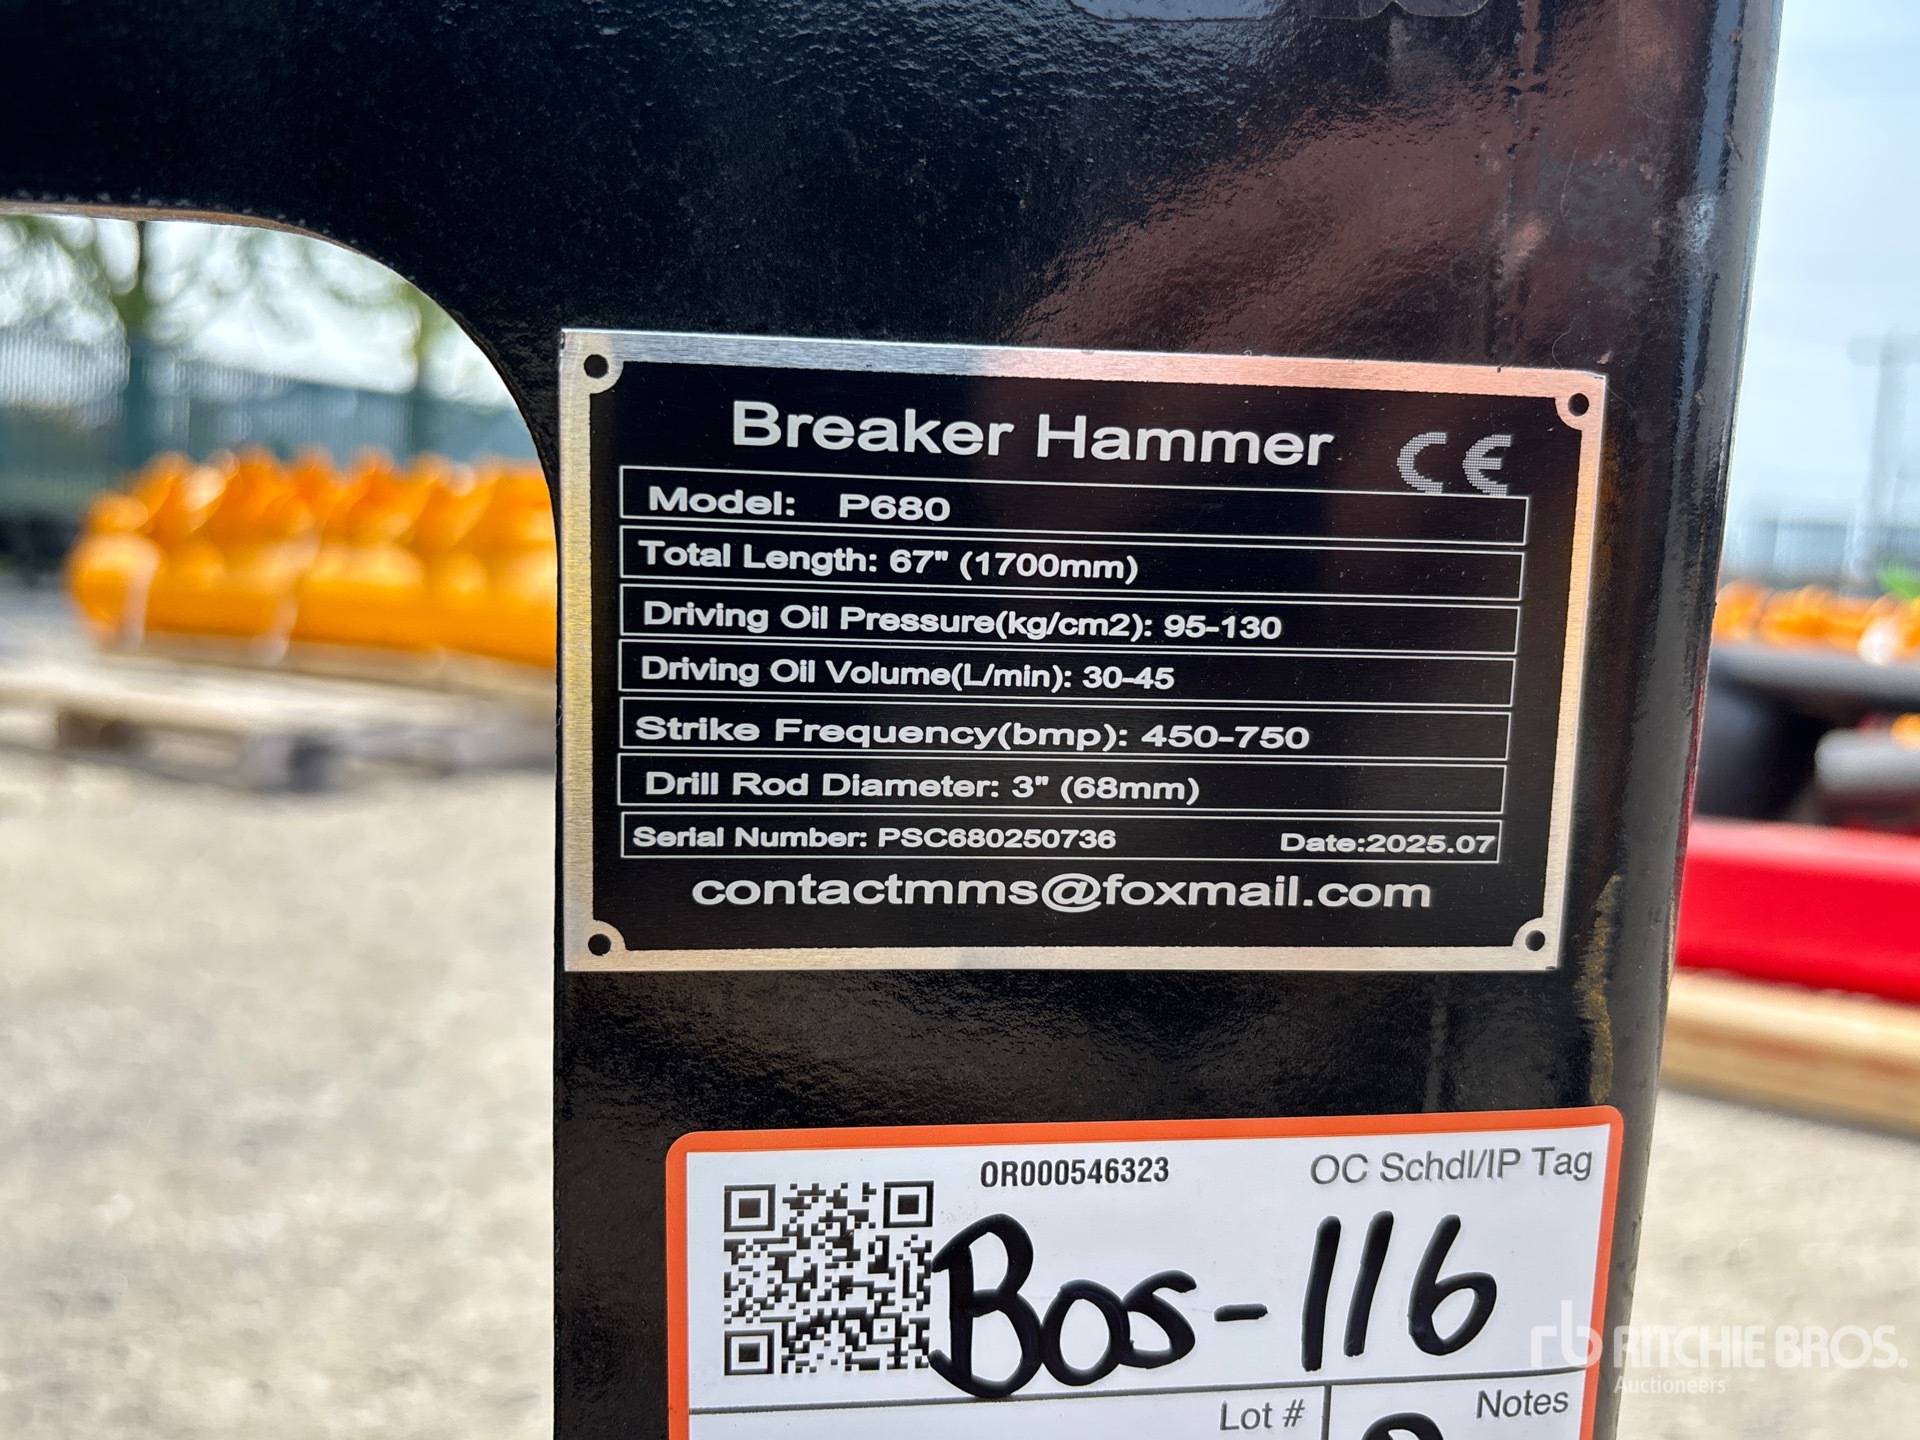 Breaker Hammer CE
Model: P680
Total Length: 67" (1700mm)
Driving Oil Pressure(kg/cm2): 95-130
Driving Oil Volume(L/min): 30-45
Strike Frequency(bmp): 450-750
Drill Rod Diameter: 3" (68mm)
Serial Number: PSC680250736 Date:2025.07
contactmms@foxmail.com
OR000546323 OC Schdl/IP Tag
Bos-116
Lot # Notes
rb RITCHIE BROS.
Auctioneers